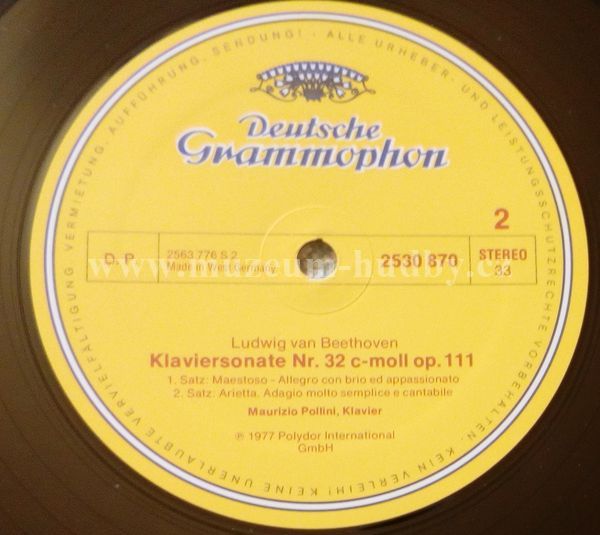 VERMIETUNG, AUFFÜHRUNG, SENDUNG! - ALLE URHEBER- UND LEISTUNGSSCHUTZRECHTE VORBEHALTEN. KEIN VERLEIH! KEINE UNERLAUBTE VERVIELFÄLTIGUNG
Deutsche
Grammophon
2
D. P.
2563 776 S 2
Made in West Germany
2530 870
STEREO
33
www.muzeum-hudby.cz
Ludwig van Beethoven
Klaviersonate Nr. 32 c-moll op. 111
1. Satz: Maestoso - Allegro con brio ed appassionato
2. Satz: Arietta. Adagio molto semplice e cantabile
Maurizio Pollini, Klavier
℗ 1977 Polydor International
GmbH